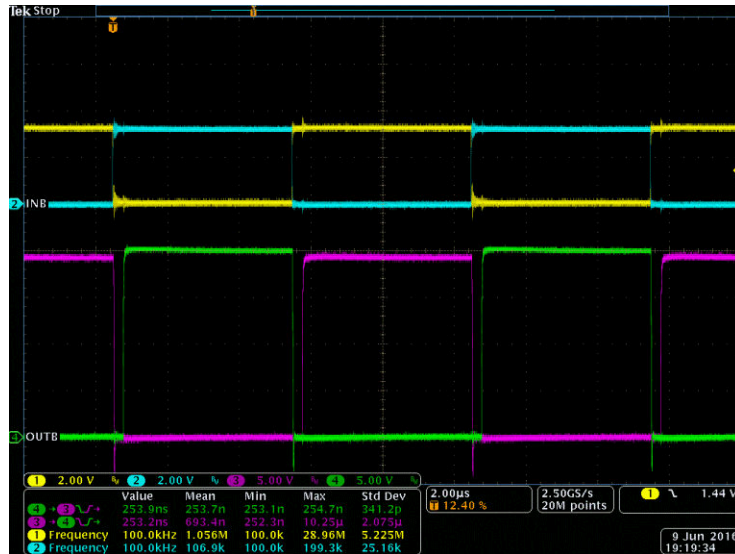 Tek Stop
T
T
2 INB
4 OUTB
1 2.00 V 2 2.00 V 3 5.00 V 4 5.00 V
Value Mean Min Max Std Dev
4 → 3 253.9ns 253.7n 253.1n 254.7n 341.2p
3 → 4 253.2ns 693.4n 252.3n 10.25µ 2.075µ
1 Frequency 100.0kHz 1.056M 100.0k 28.96M 5.225M
2 Frequency 100.0kHz 106.9k 100.0k 199.3k 25.16k
2.00µs
T 12.40 %
2.50GS/s
20M points
1 1.44 V
9 Jun 2016
19:19:34